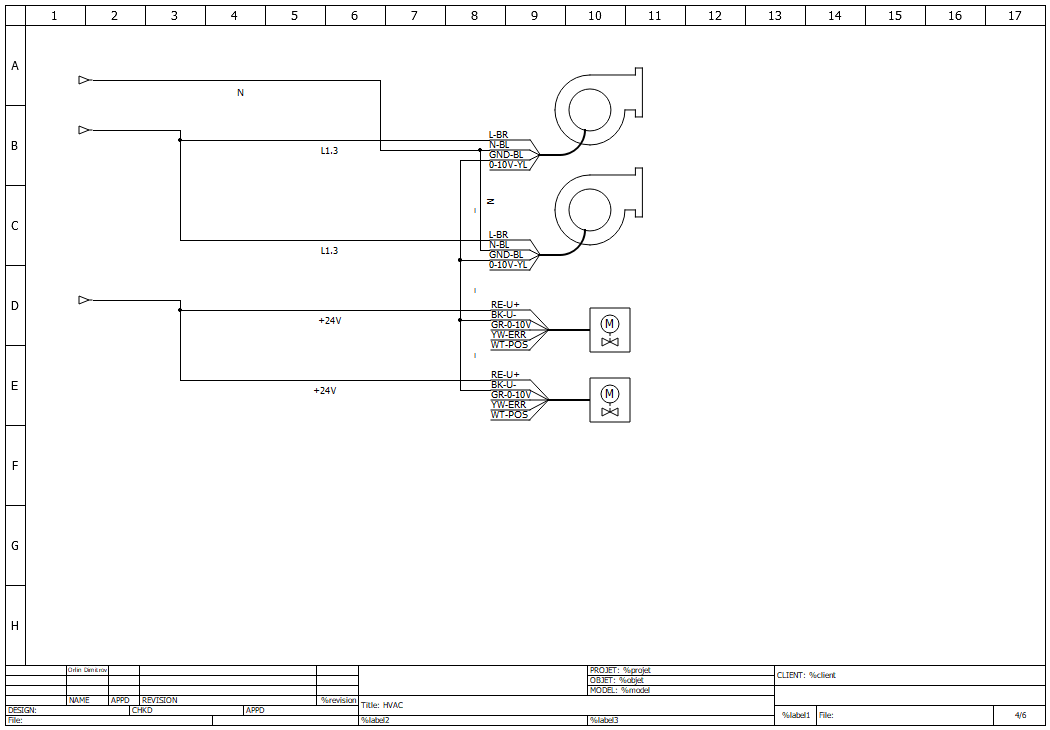 1 2 3 4 5 6 7 8 9 10 11 12 13 14 15 16 17
A
N
B
L1.3
L-BR
N-BL
GND-BL
0-10V-YL
N
C
L1.3
L-BR
N-BL
GND-BL
0-10V-YL
D
+24V
RE-U+
BK-U-
GR-0-10V
YW-ERR
WT-POS
M
E
+24V
RE-U+
BK-U-
GR-0-10V
YW-ERR
WT-POS
M
F
G
H
Orlin Dimitrov
NAME APPD REVISION %revision
DESIGN: CHKD APPD
File:
Title: HVAC
%label2 %label3
PROJET: %projet
OBJET: %objet
MODEL: %model
CLIENT: %client
%label1 File: 4/6